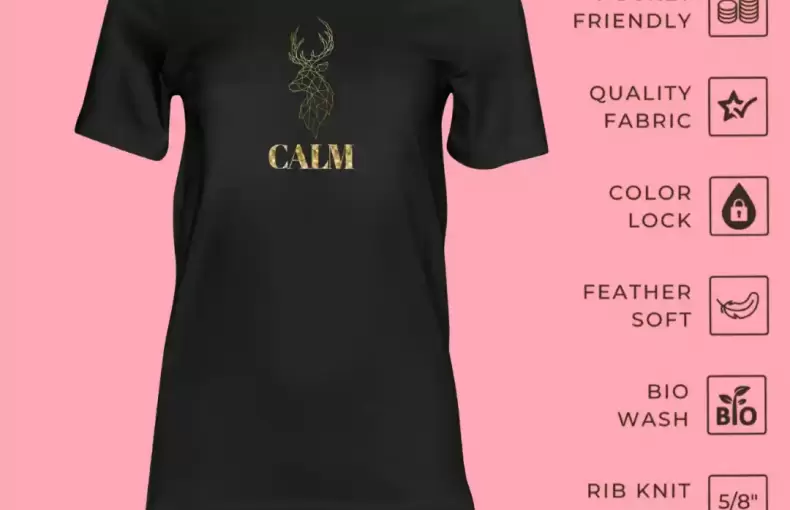 FRIENDLY
CALM
QUALITY
FABRIC
COLOR
LOCK
FEATHER
SOFT
BIO
WASH
BIO
RIB KNIT
5/8"